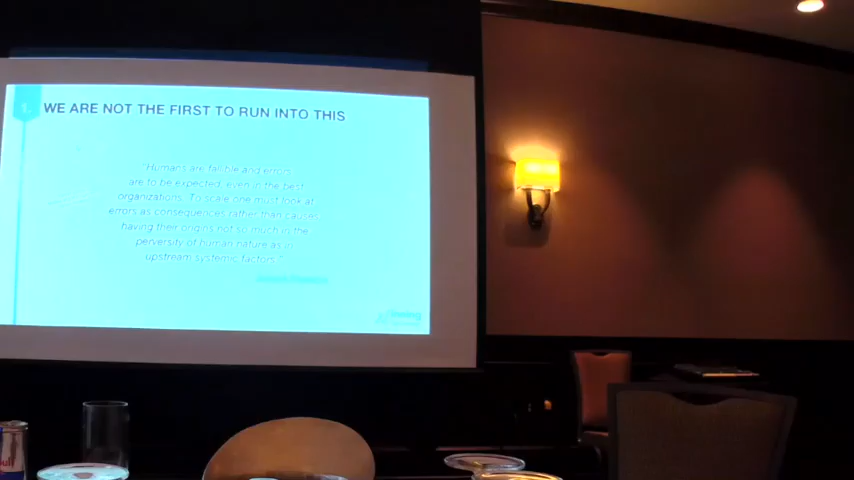 WE ARE NOT THE FIRST TO RUN INTO THIS
"Humans are fallible and errors
are to be expected, even in the best
organizations. To scale one must look at
errors as consequences rather than causes
having their origins not so much in the
perversity of human nature as in
upstream systemic factors."